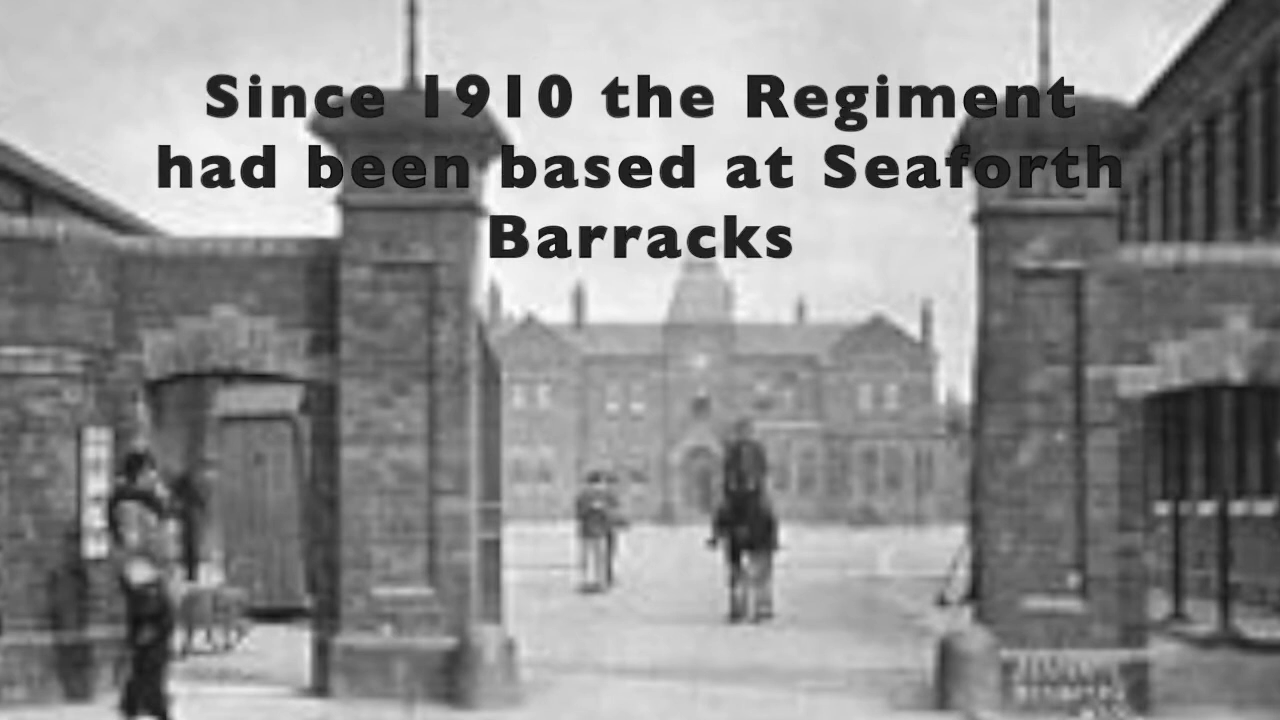 Since 1910 the Regiment
had been based at Seaforth
Barracks